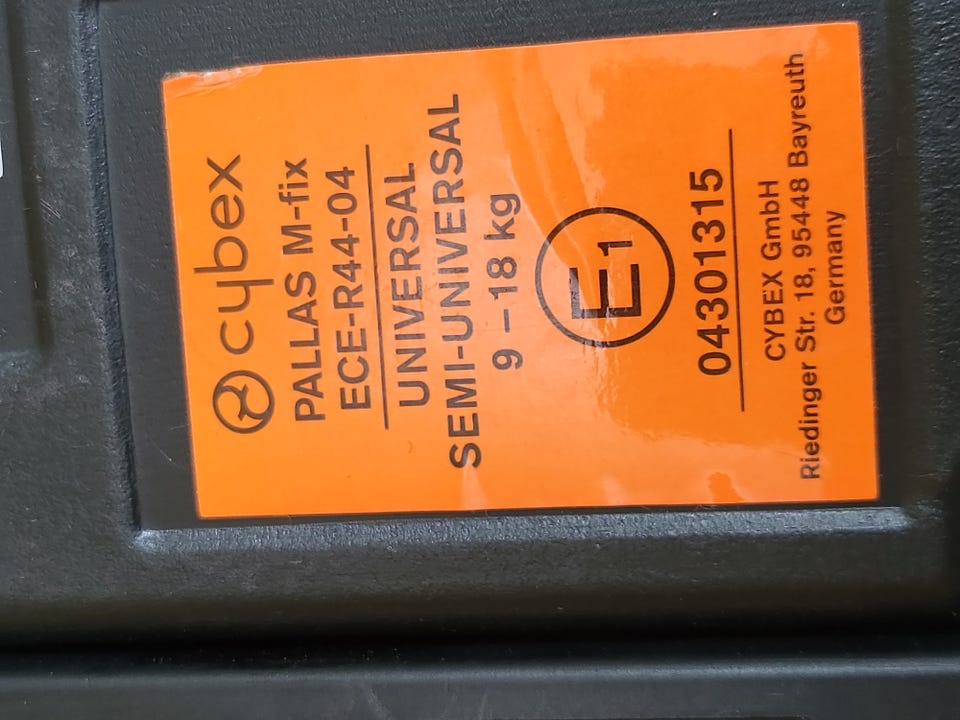 cybex
PALLAS M-fix
ECE-R44-04
UNIVERSAL
SEMI-UNIVERSAL
9 – 18 kg
E1
04301315
CYBEX GmbH
Riedinger Str. 18, 95448 Bayreuth
Germany